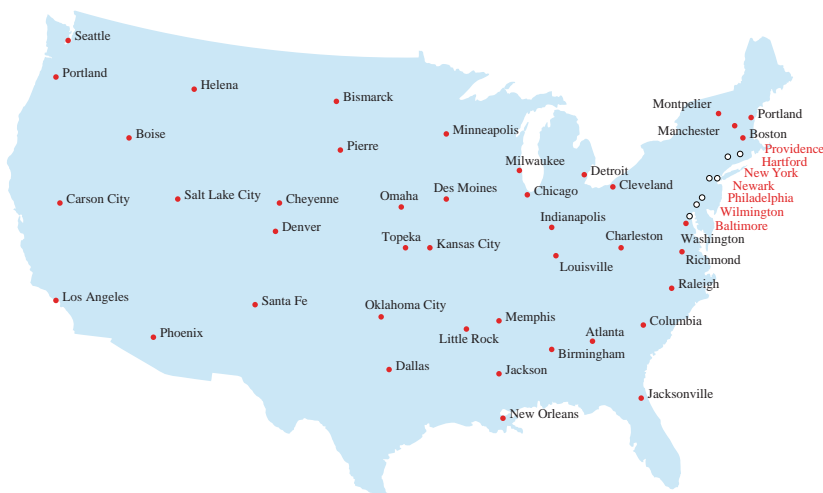 Seattle
Portland
Helena
Bismarck
Montpelier
Portland
Boise
Minneapolis
Manchester
Boston
Pierre
Providence
Milwaukee
Hartford
Detroit
New York
Cleveland
Newark
Carson City
Salt Lake City
Cheyenne
Omaha
Des Moines
Chicago
Philadelphia
Wilmington
Indianapolis
Baltimore
Denver
Topeka
Kansas City
Charleston
Washington
Louisville
Richmond
Raleigh
Los Angeles
Santa Fe
Oklahoma City
Memphis
Columbia
Phoenix
Little Rock
Atlanta
Birmingham
Dallas
Jackson
Jacksonville
New Orleans